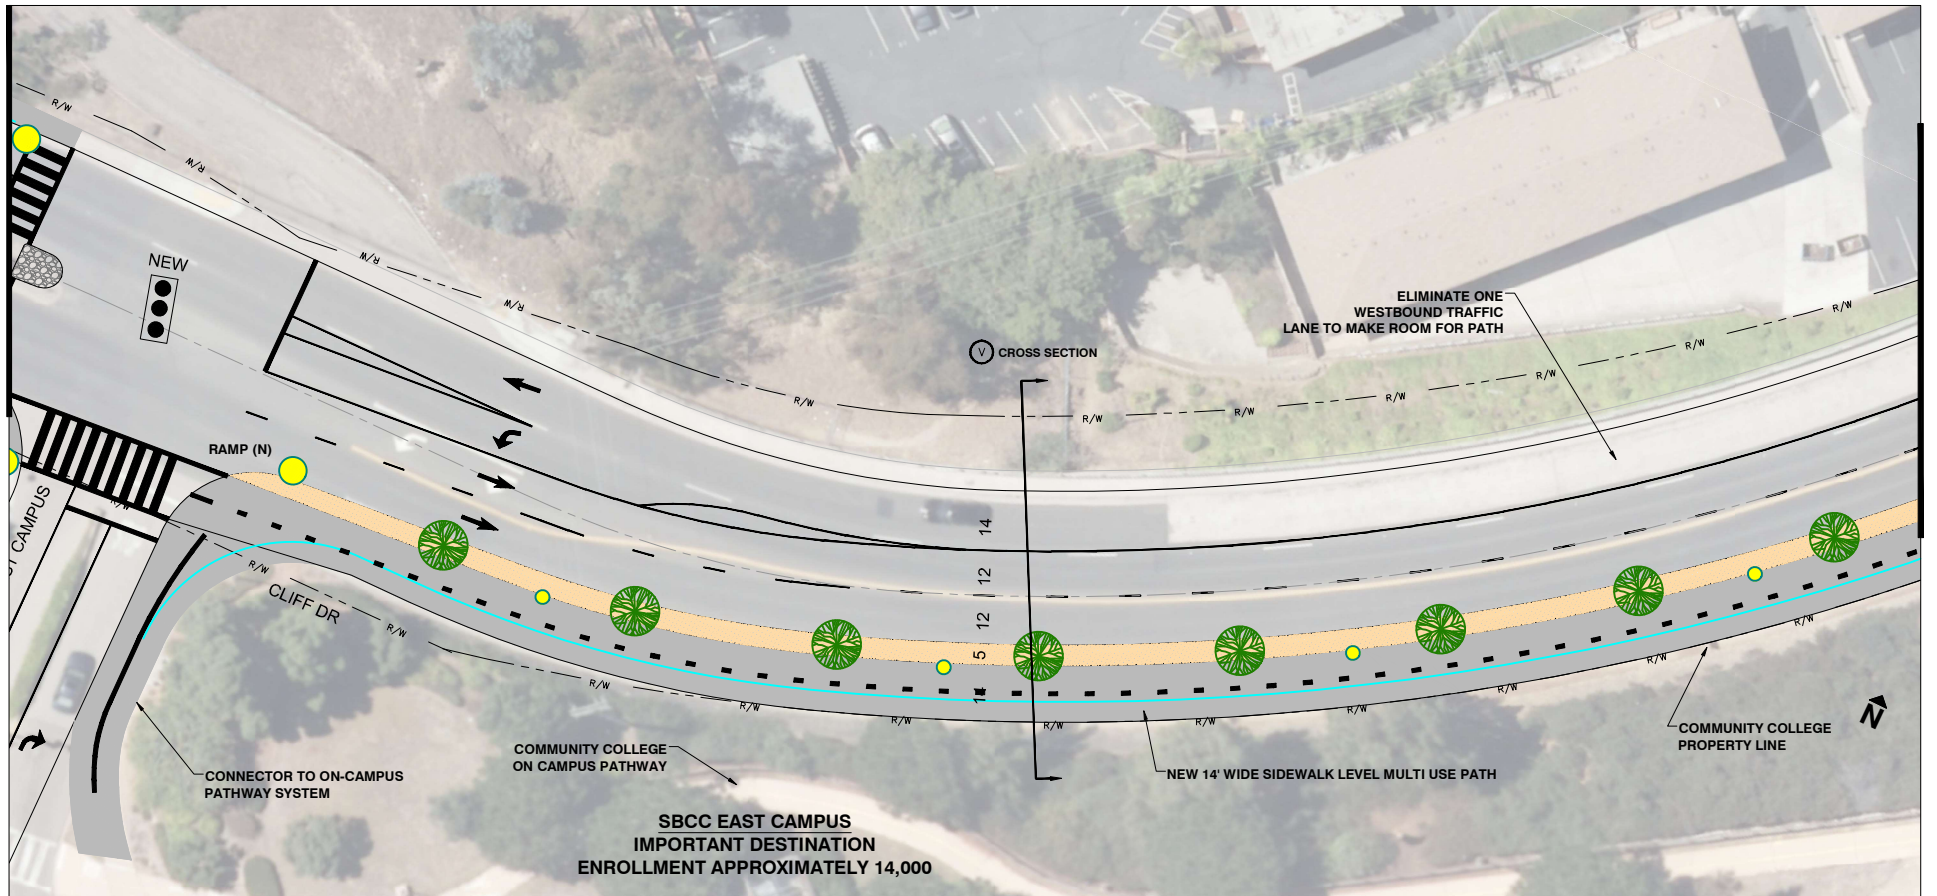 R/W
R/W
R/W
R/W
NEW
ELIMINATE ONE
WESTBOUND TRAFFIC
LANE TO MAKE ROOM FOR PATH
R/W
R/W
R/W
R/W
R/W
R/W
R/W
V CROSS SECTION
RAMP (N)
CAMPUS
R/W
14
12
12
5
14
R/W
CLIFF DR
R/W
R/W
R/W
R/W
R/W
R/W
R/W
R/W
R/W
R/W
N
COMMUNITY COLLEGE
PROPERTY LINE
COMMUNITY COLLEGE
ON CAMPUS PATHWAY
NEW 14' WIDE SIDEWALK LEVEL MULTI USE PATH
CONNECTOR TO ON-CAMPUS
PATHWAY SYSTEM
SBCC EAST CAMPUS
IMPORTANT DESTINATION
ENROLLMENT APPROXIMATELY 14,000